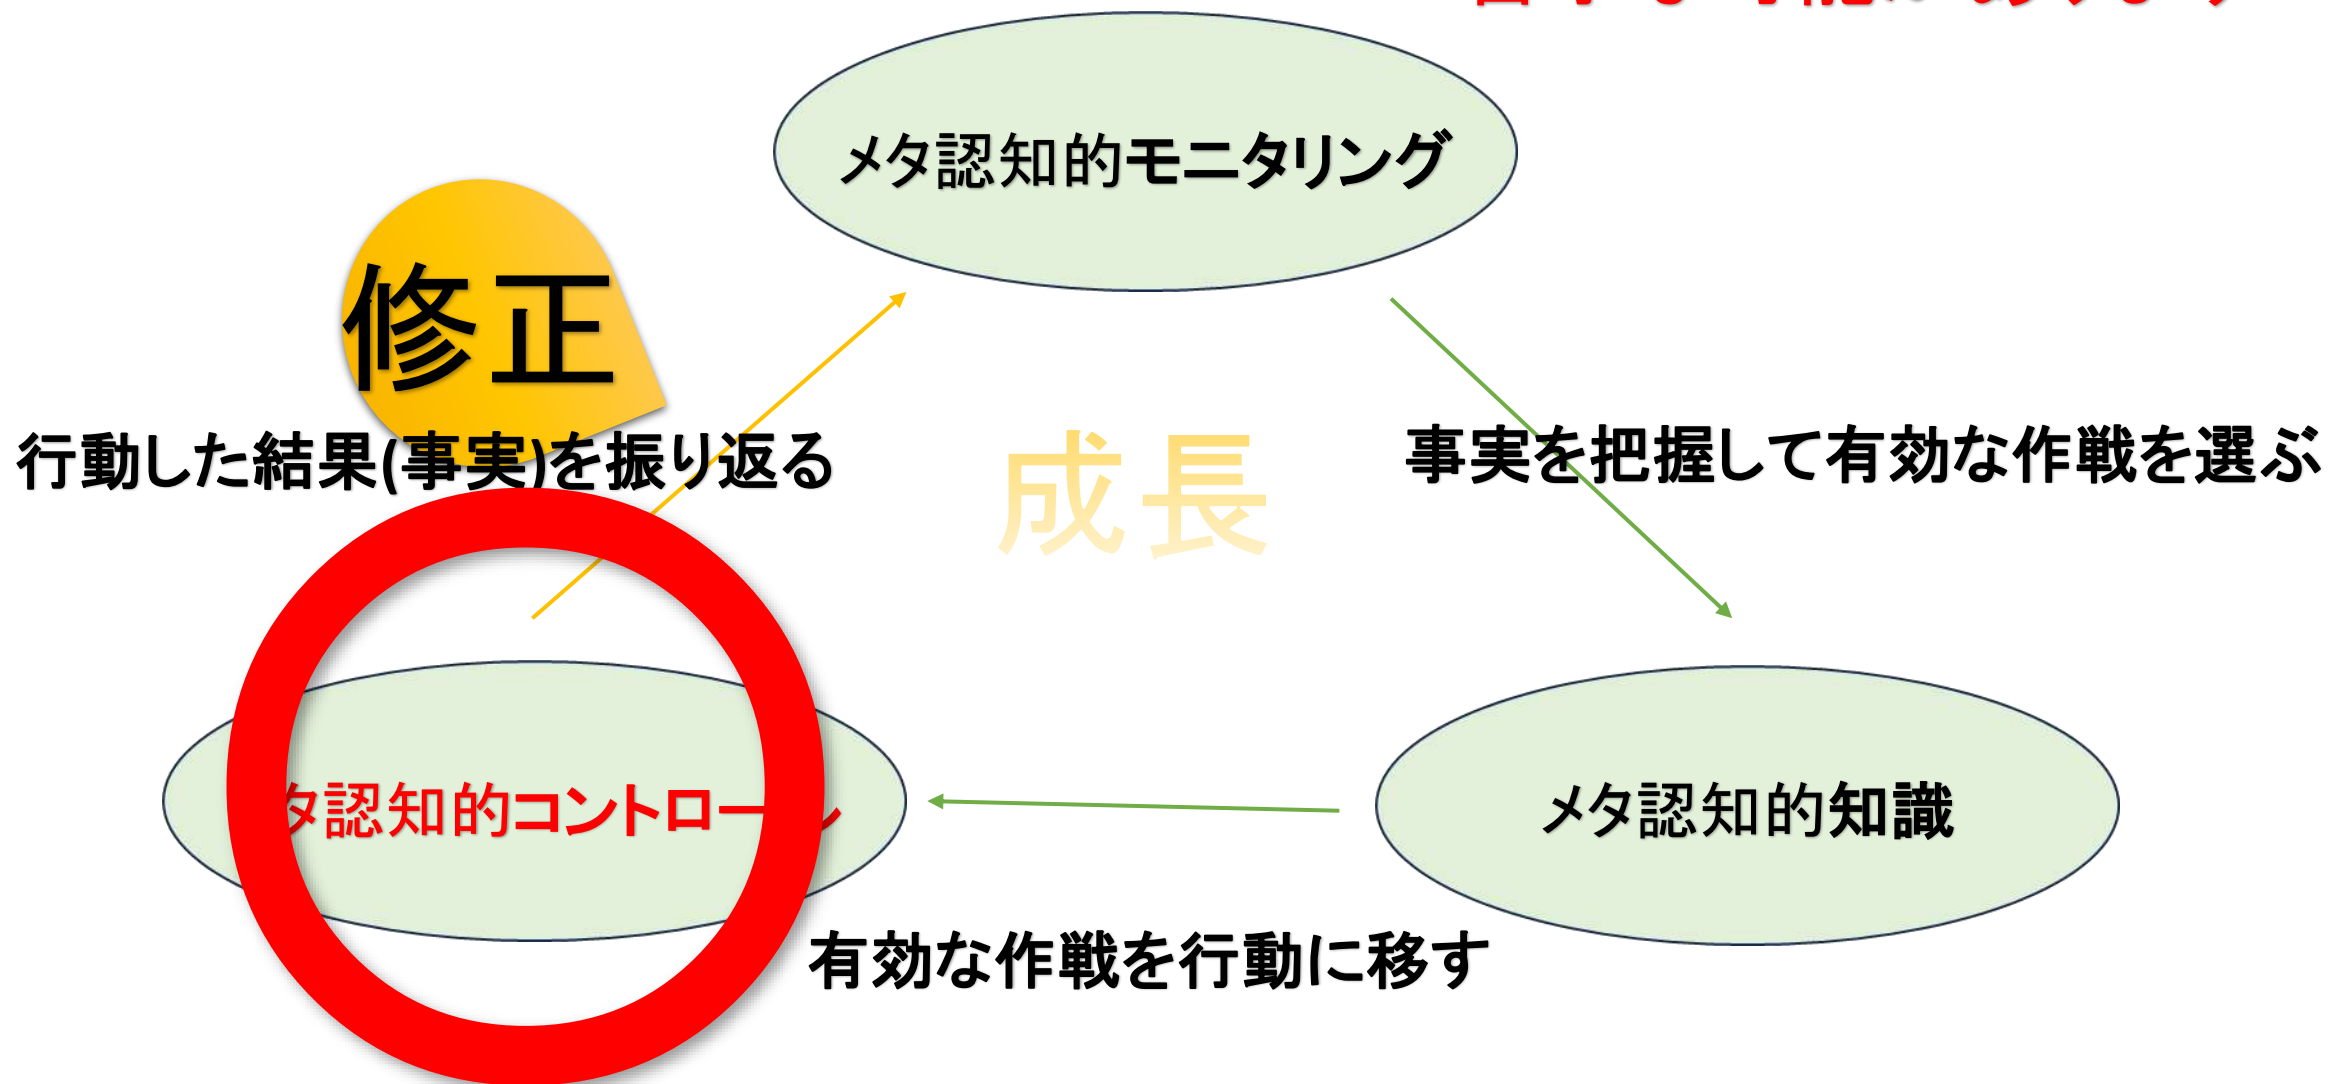 メタ認知的モニタリング
修正
行動した結果(事実)を振り返る
成長
事実を把握して有効な作戦を選ぶ
タ認知的コントロール
メタ認知的知識
有効な作戦を行動に移す